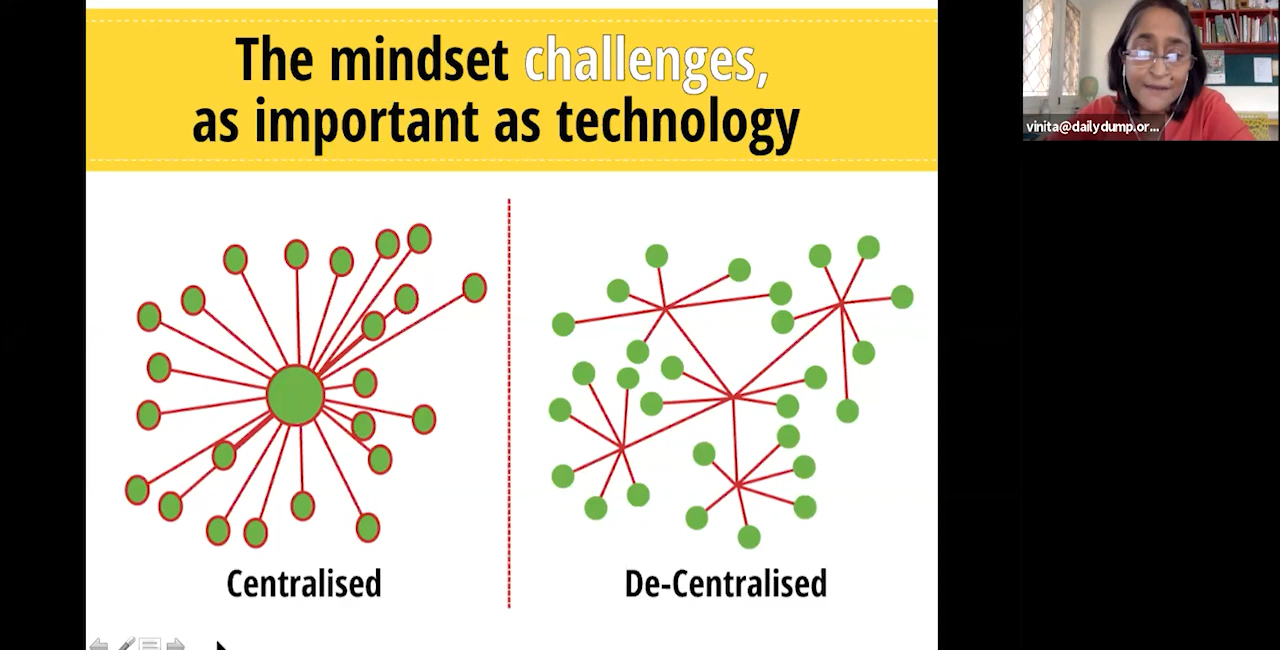 The mindset challenges,
as important as technology
vinita@dailydump.or...
Centralised
De-Centralised